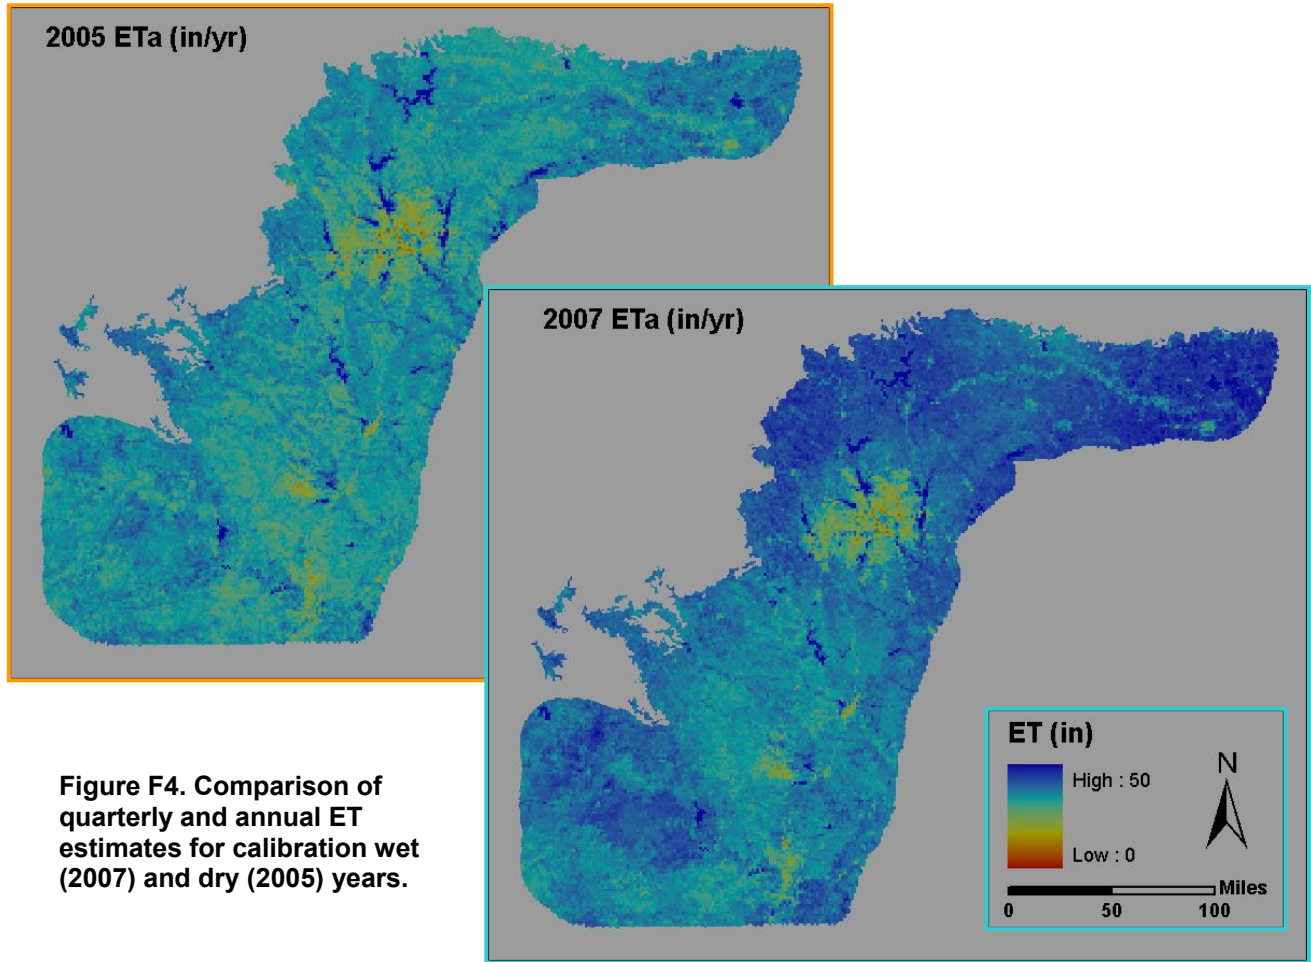 2005 ETa (in/yr)
2007 ETa (in/yr)
ET (in)
High : 50
Low : 0
N
Miles
0 50 100
Figure F4. Comparison of
quarterly and annual ET
estimates for calibration wet
(2007) and dry (2005) years.